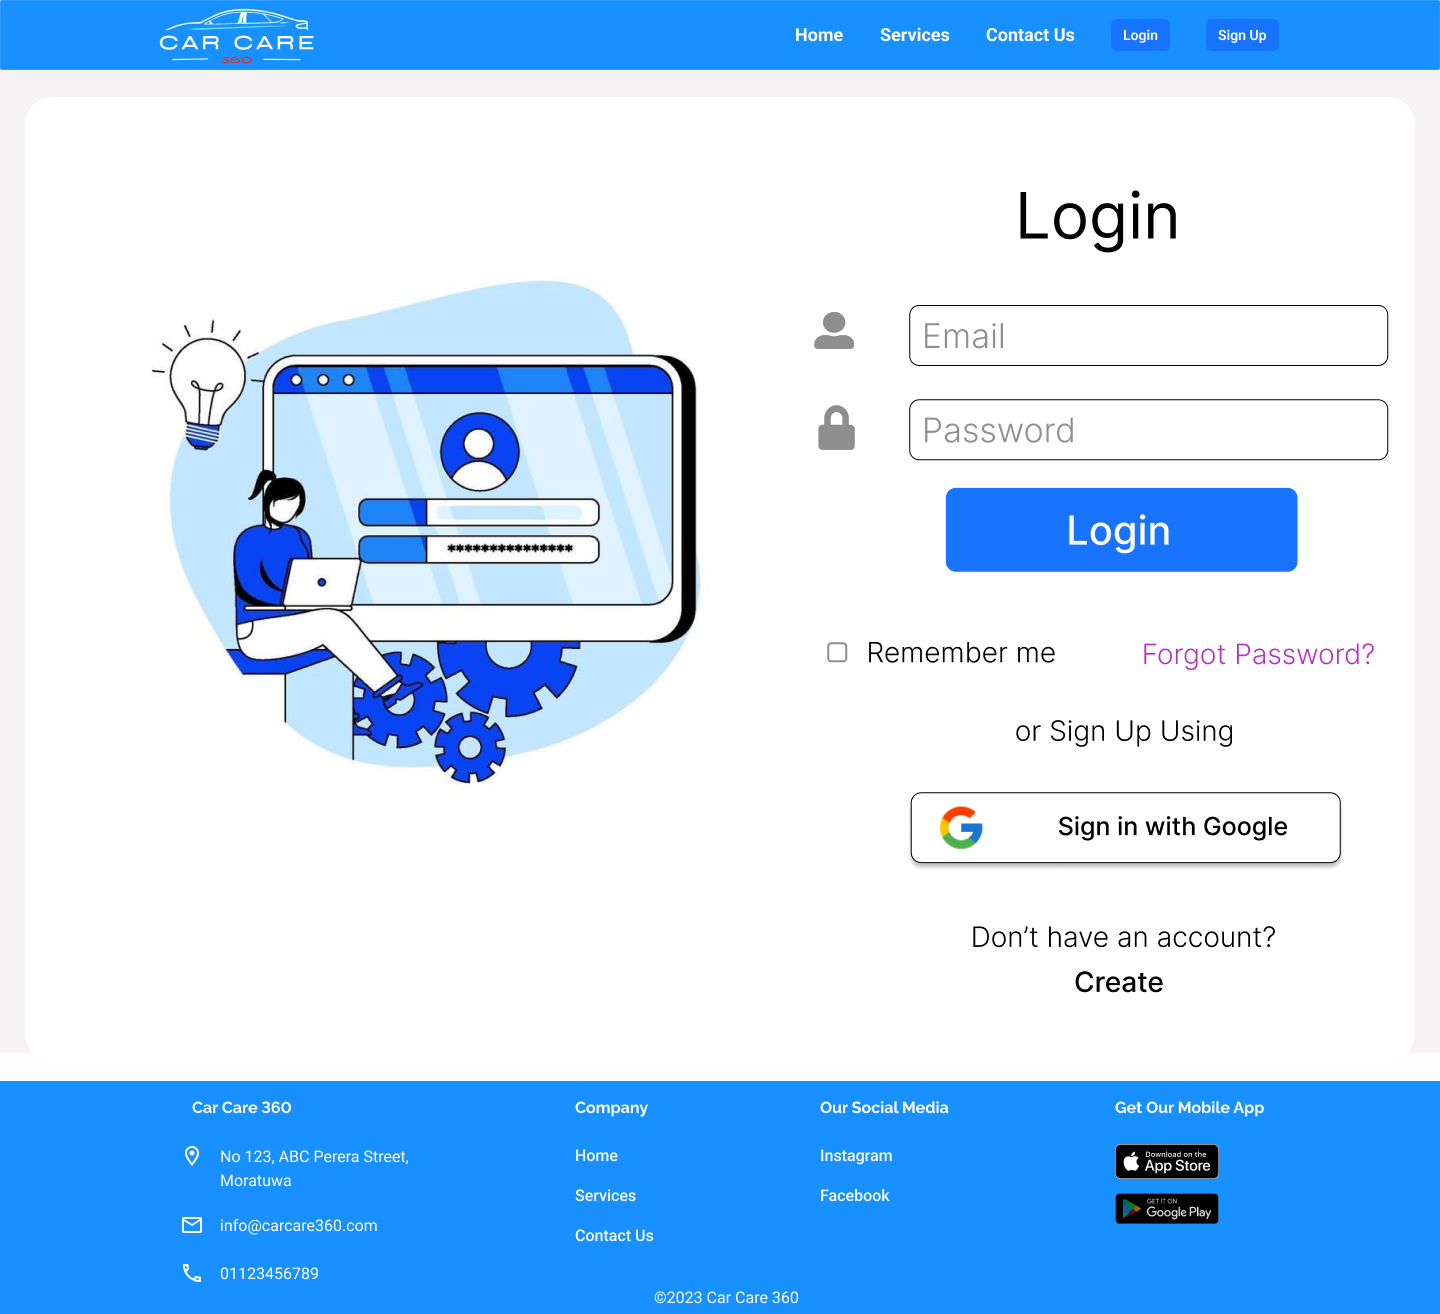 CAR CARE
360
Home
Services
Contact Us
Login
Sign Up
Login
Email
Password
***************
Login
Remember me
Forgot Password?
or Sign Up Using
Sign in with Google
Don’t have an account?
Create
Car Care 360
No 123, ABC Perera Street,
Moratuwa
info@carcare360.com
01123456789
Company
Home
Services
Contact Us
Our Social Media
Instagram
Facebook
Get Our Mobile App
Download on the
App Store
GET IT ON
Google Play
©2023 Car Care 360